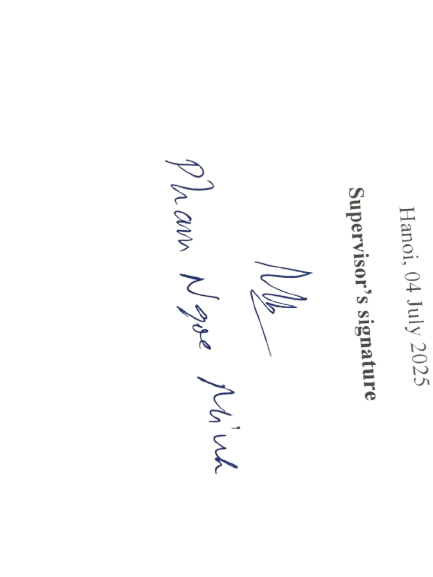 Hanoi, 04 July 2025
Supervisor's signature
Pham Ngoc Minh